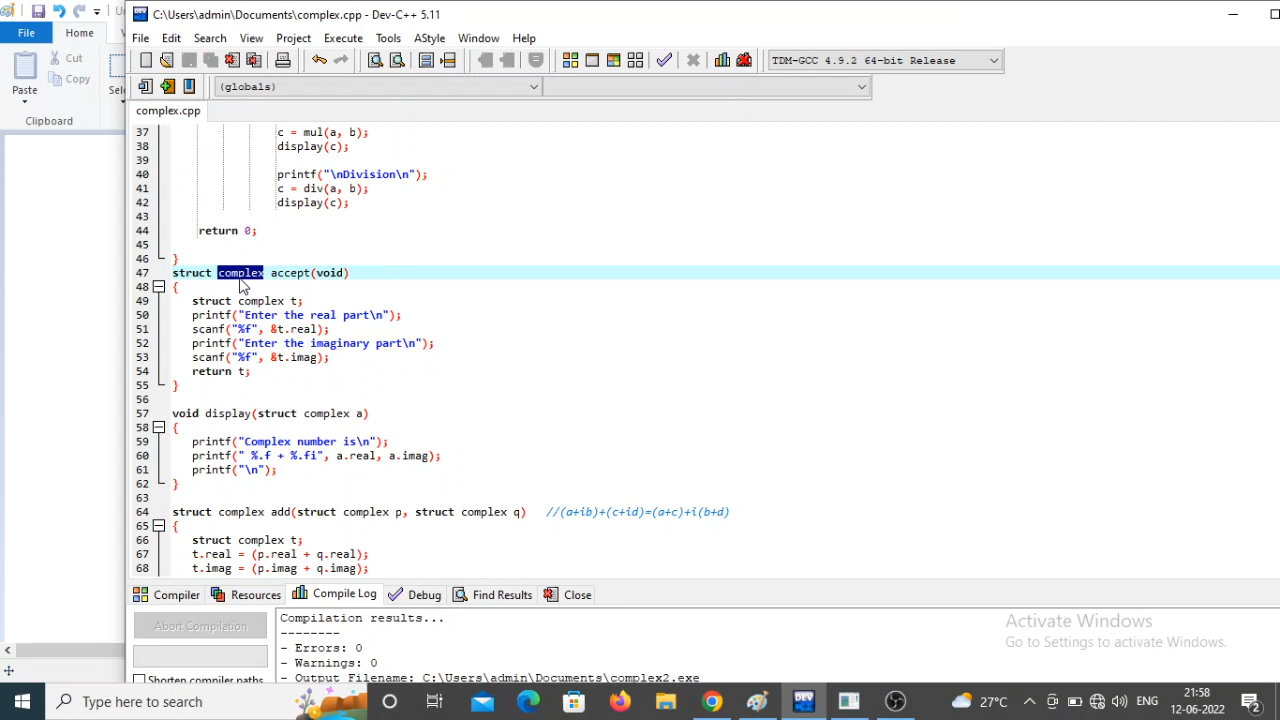 C:\Users\admin\Documents\complex.cpp - Dev-C++ 5.11
File Home
Cut
Copy
Paste
Clipboard
File Edit Search View Project Execute Tools AStyle Window Help
TDM-GCC 4.9.2 64-bit Release
(globals)
complex.cpp
37 c = mul(a, b);
38 display(c);
39
40 printf("\nDivision\n");
41 c = div(a, b);
42 display(c);
43
44 return 0;
45
46 }
47 struct complex accept(void)
48 {
49 struct complex t;
50 printf("Enter the real part\n");
51 scanf("%f", &t.real);
52 printf("Enter the imaginary part\n");
53 scanf("%f", &t.imag);
54 return t;
55 }
56
57 void display(struct complex a)
58 {
59 printf("Complex number is\n");
60 printf(" %.f + %.fi", a.real, a.imag);
61 printf("\n");
62 }
63
64 struct complex add(struct complex p, struct complex q) //(a+ib)+(c+id)=(a+c)+i(b+d)
65 {
66 struct complex t;
67 t.real = (p.real + q.real);
68 t.imag = (p.imag + q.imag);
Compiler Resources Compile Log Debug Find Results Close
Abort Compilation
Shorten compiler paths
Compilation results...
--------
- Errors: 0
- Warnings: 0
- Output Filename: C:\Users\admin\Documents\complex2.exe
Activate Windows
Go to Settings to activate Windows.
Type here to search
DEV
27°C
ENG
21:58
12-06-2022
2